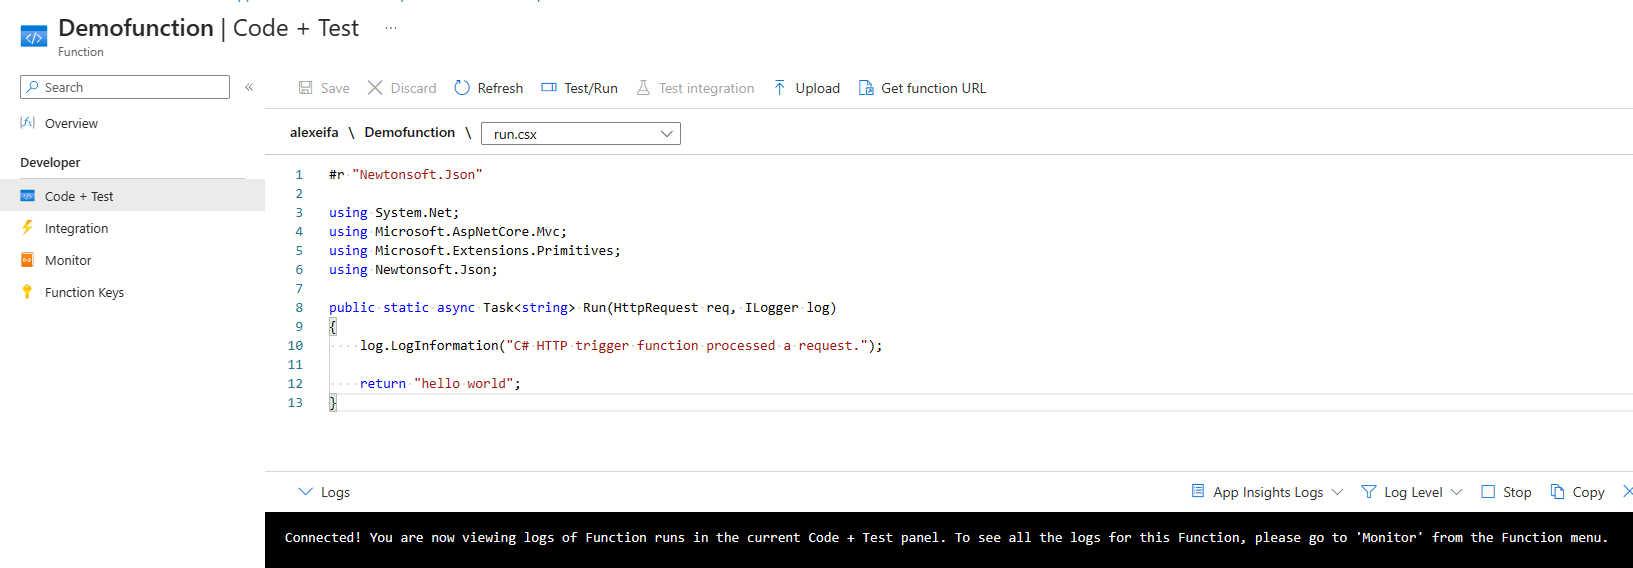 Demofunction | Code + Test ...
Function
Search «
Save Discard Refresh Test/Run Test integration Upload Get function URL
Overview
Developer
Code + Test
Integration
Monitor
Function Keys
alexeifa \ Demofunction \ run.csx
1 #r "Newtonsoft.Json"
2
3 using System.Net;
4 using Microsoft.AspNetCore.Mvc;
5 using Microsoft.Extensions.Primitives;
6 using Newtonsoft.Json;
7
8 public static async Task<string> Run(HttpRequest req, ILogger log)
9 {
10 log.LogInformation("C# HTTP trigger function processed a request.");
11
12 return "hello world";
13 }
Logs App Insights Logs Log Level Stop Copy
Connected! You are now viewing logs of Function runs in the current Code + Test panel. To see all the logs for this Function, please go to 'Monitor' from the Function menu.